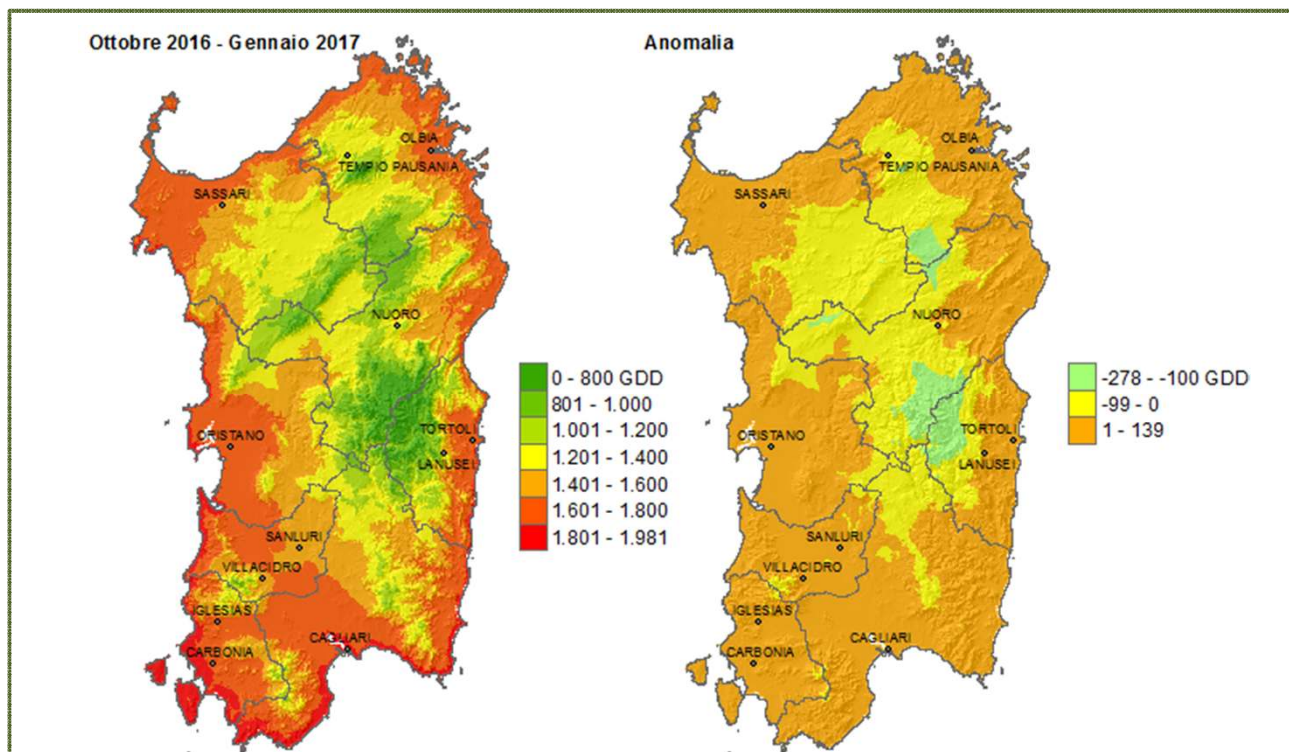 Ottobre 2016 - Gennaio 2017
OLBIA
TEMPIO PAUSANIA
SASSARI
NUORO
ORISTANO
TORTOLI
LANUSEI
SANLURI
VILLACIDRO
IGLESIAS
CAGLIARI
CARBONIA
0 - 800 GDD
801 - 1.000
1.001 - 1.200
1.201 - 1.400
1.401 - 1.600
1.601 - 1.800
1.801 - 1.981
Anomalia
OLBIA
TEMPIO PAUSANIA
SASSARI
NUORO
ORISTANO
TORTOLI
LANUSEI
SANLURI
VILLACIDRO
IGLESIAS
CAGLIARI
CARBONIA
-278 - -100 GDD
-99 - 0
1 - 139